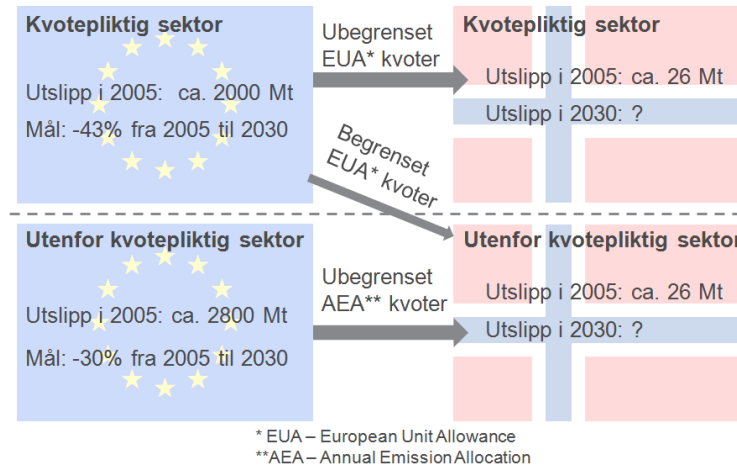 Kvotepliktig sektor
Utslipp i 2005: ca. 2000 Mt
Mål: -43% fra 2005 til 2030
Ubegrenset
EUA* kvoter
Kvotepliktig sektor
Utslipp i 2005: ca. 26 Mt
Utslipp i 2030: ?
Begrenset
EUA* kvoter
Utenfor kvotepliktig sektor
Utslipp i 2005: ca. 2800 Mt
Mål: -30% fra 2005 til 2030
Ubegrenset
AEA** kvoter
Utenfor kvotepliktig sektor
Utslipp i 2005: ca. 26 Mt
Utslipp i 2030: ?
* EUA – European Unit Allowance
**AEA – Annual Emission Allocation